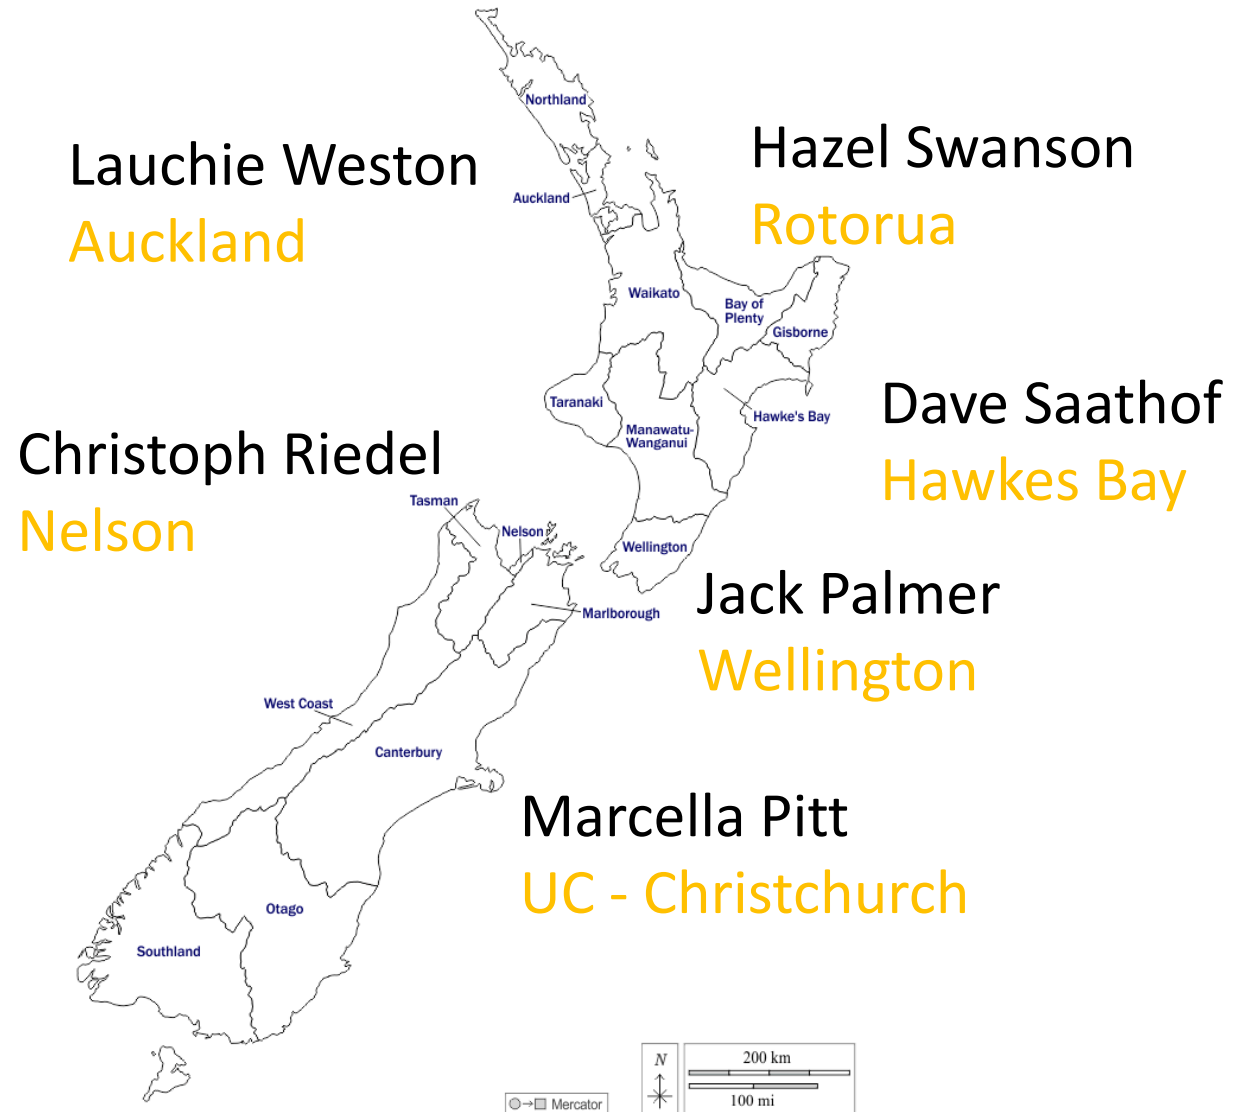 Northland
Lauchie Weston
Auckland
Hazel Swanson
Rotorua
Auckland
Waikato
Bay of
Plenty
Gisborne
Taranaki
Hawke's Bay
Manawatu-
Wanganui
Dave Saathof
Hawkes Bay
Christoph Riedel
Nelson
Tasman
Nelson
Wellington
Marlborough
Jack Palmer
Wellington
West Coast
Canterbury
Marcella Pitt
UC - Christchurch
Otago
Southland
N
200 km
100 mi
Mercator